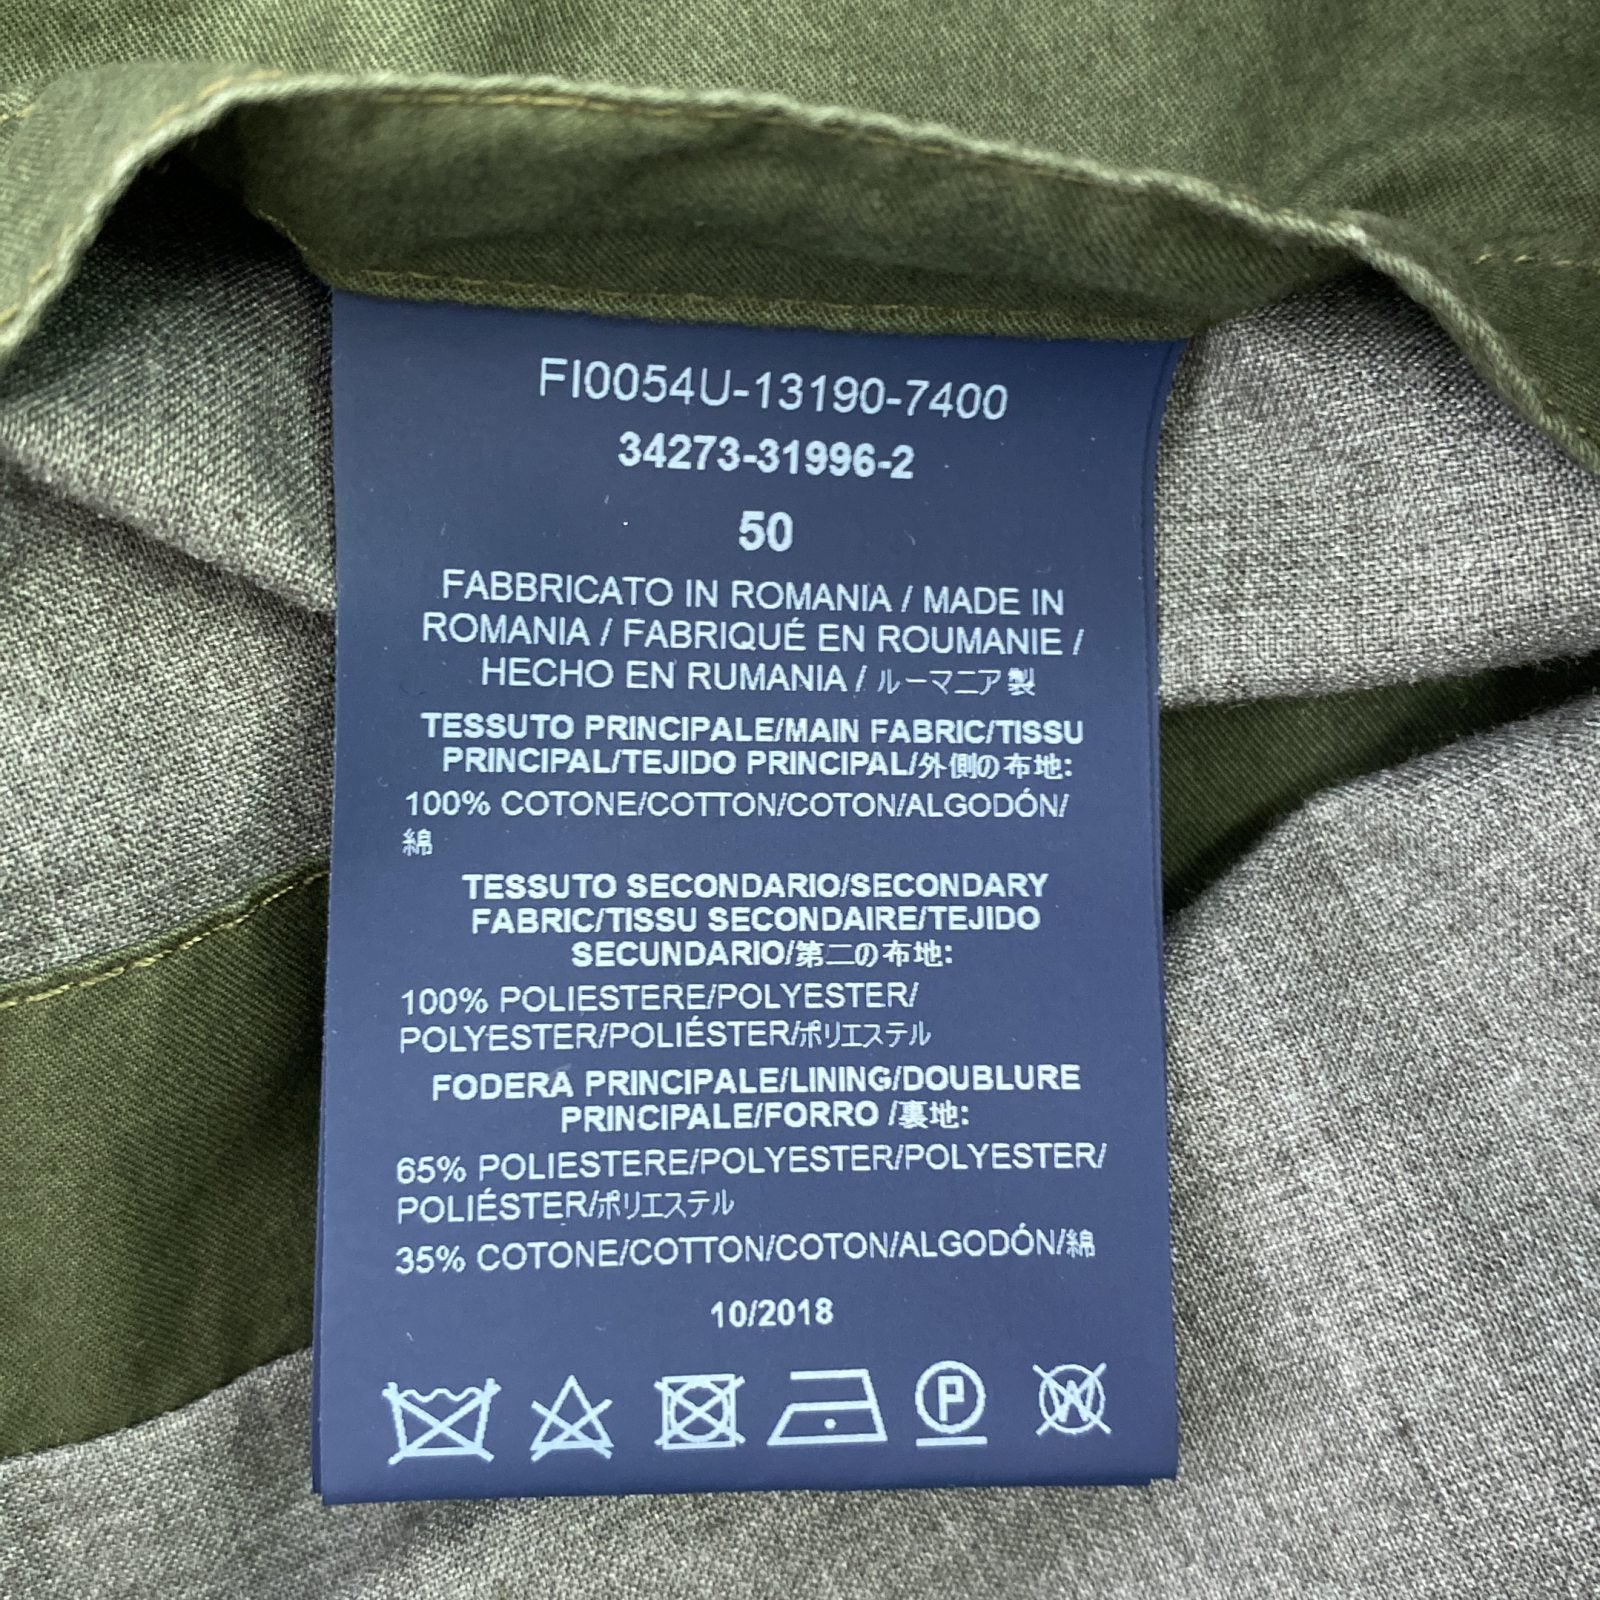 FI0054U-13190-7400
34273-31996-2
50
FABBRICATO IN ROMANIA / MADE IN
ROMANIA / FABRIQUÉ EN ROUMANIE /
HECHO EN RUMANIA / ルーマニア製
TESSUTO PRINCIPALE/MAIN FABRIC/TISSU
PRINCIPAL/TEJIDO PRINCIPAL/外側の布地:
100% COTONE/COTTON/COTON/ALGODÓN/
綿
TESSUTO SECONDARIO/SECONDARY
FABRIC/TISSU SECONDAIRE/TEJIDO
SECUNDARIO/第二の布地:
100% POLIESTERE/POLYESTER/
POLYESTER/POLIÉSTER/ポリエステル
FODERA PRINCIPALE/LINING/DOUBLURE
PRINCIPALE/FORRO /裏地:
65% POLIESTERE/POLYESTER/POLYESTER/
POLIÉSTER/ポリエステル
35% COTONE/COTTON/COTON/ALGODÓN/綿
10/2018
P W